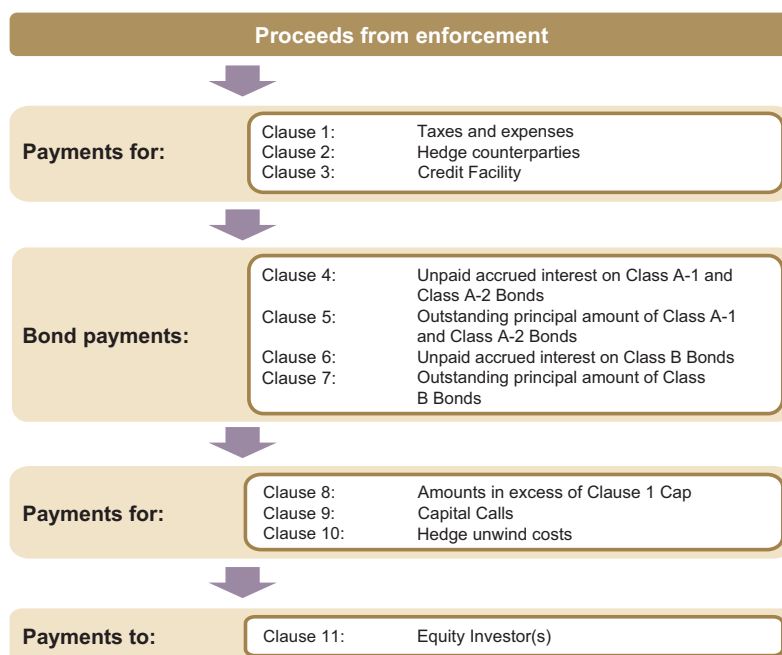 Proceeds from enforcement
Payments for:
Clause 1: Taxes and expenses
Clause 2: Hedge counterparties
Clause 3: Credit Facility
Bond payments:
Clause 4: Unpaid accrued interest on Class A-1 and
Class A-2 Bonds
Clause 5: Outstanding principal amount of Class A-1
and Class A-2 Bonds
Clause 6: Unpaid accrued interest on Class B Bonds
Clause 7: Outstanding principal amount of Class
B Bonds
Payments for:
Clause 8: Amounts in excess of Clause 1 Cap
Clause 9: Capital Calls
Clause 10: Hedge unwind costs
Payments to:
Clause 11: Equity Investor(s)